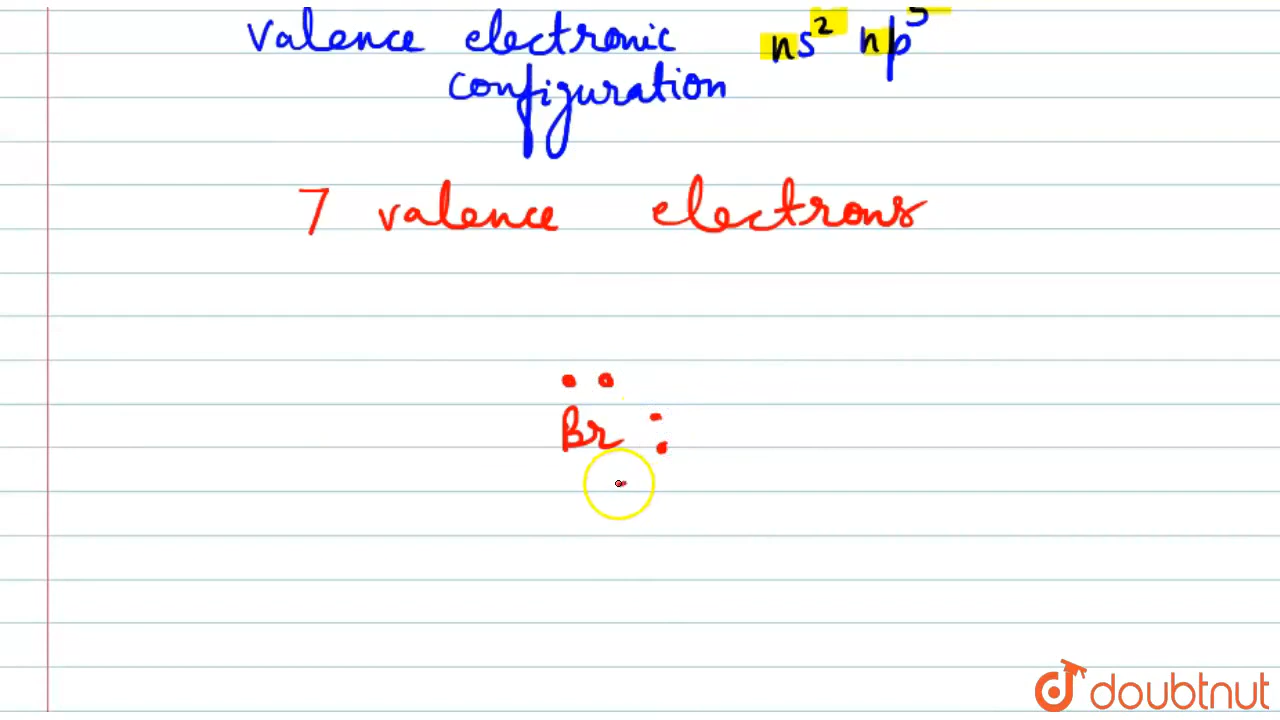 Valence electronic ns² np⁵
configuration
7 valence electrons
Br
doubtnut